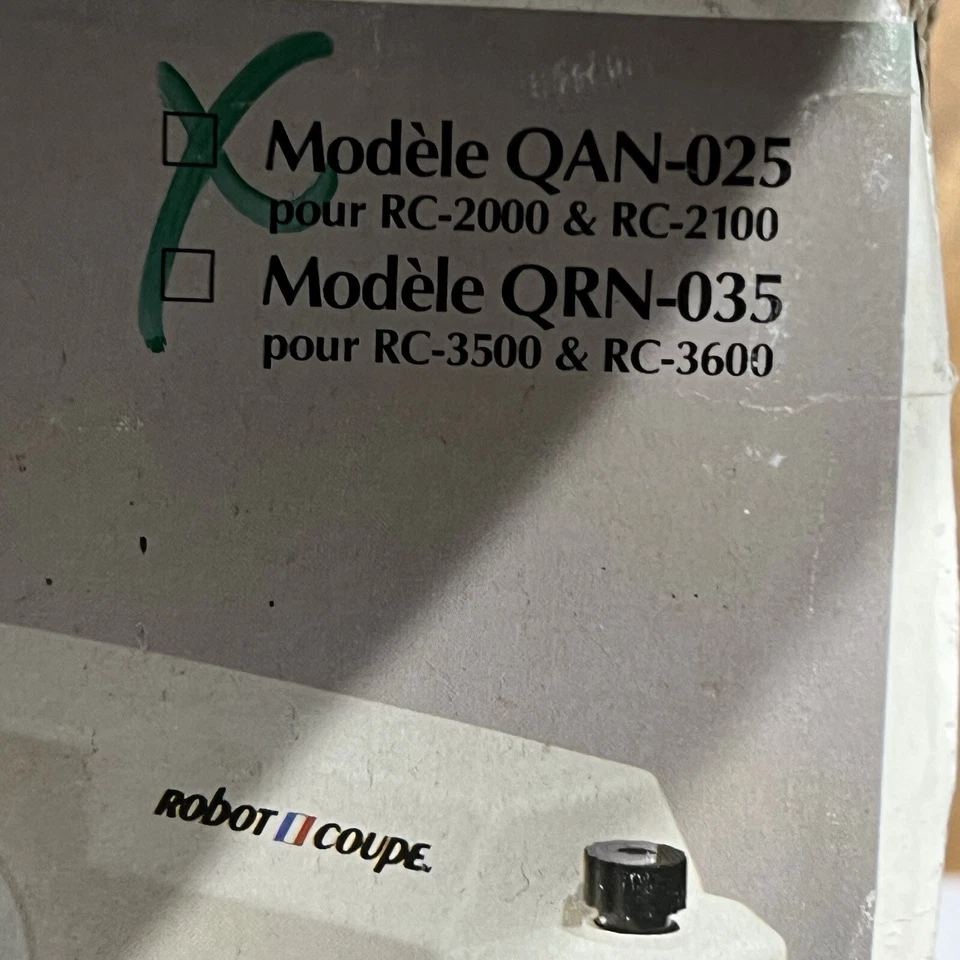 Modèle QAN-025
pour RC-2000 & RC-2100
Modèle QRN-035
pour RC-3500 & RC-3600
ROBOT COUPE